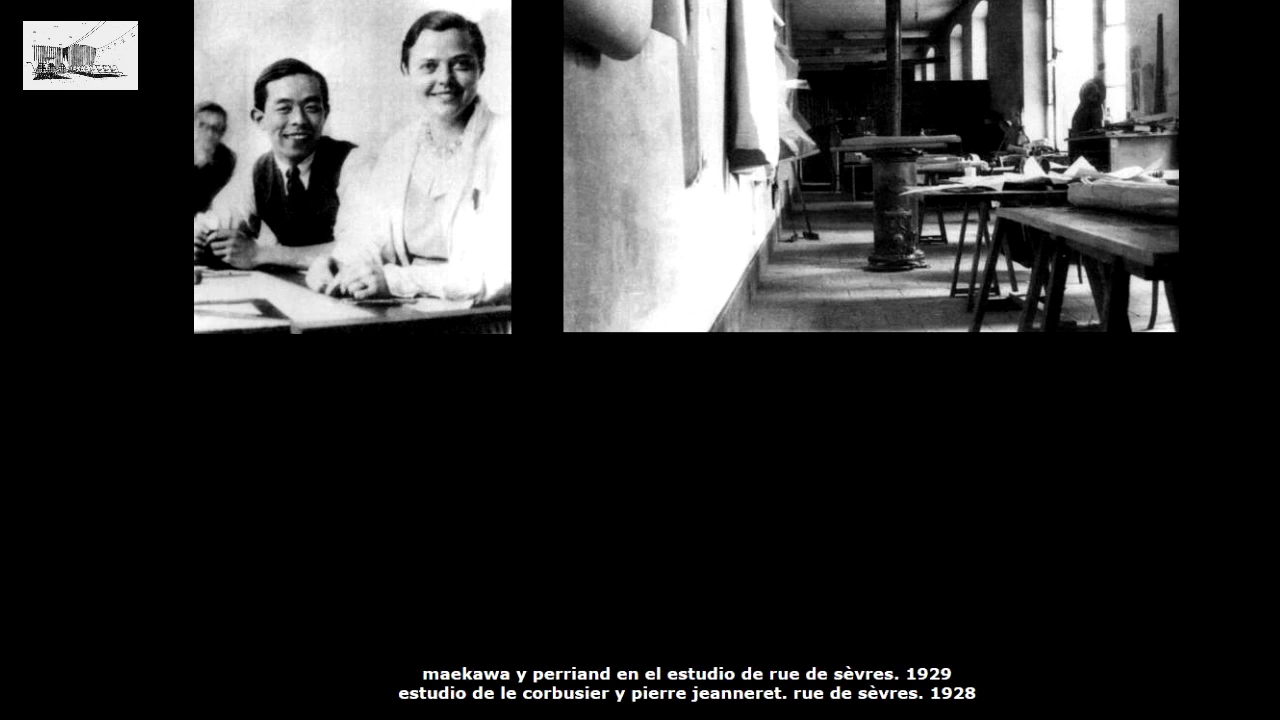 maekawa y perriand en el estudio de rue de sèvres. 1929
estudio de le corbusier y pierre jeanneret. rue de sèvres. 1928